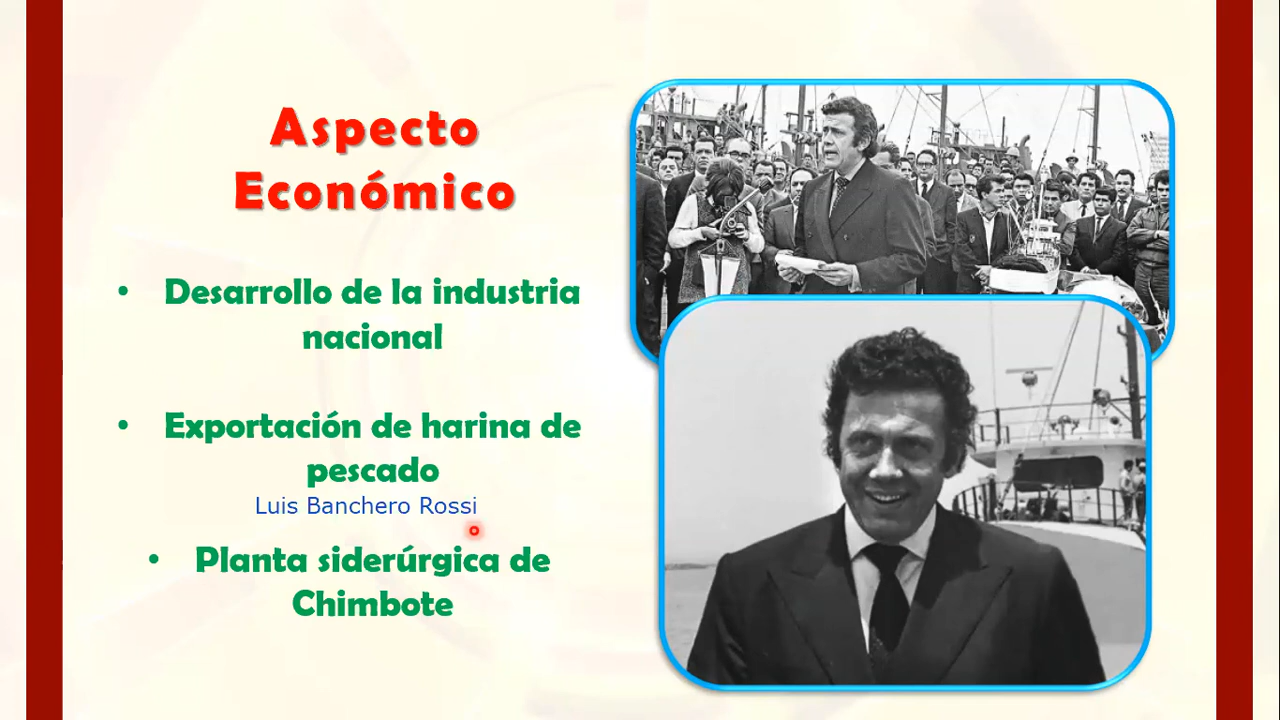 Aspecto
Económico
• Desarrollo de la industria
nacional
• Exportación de harina de
pescado
Luis Banchero Rossi
• Planta siderúrgica de
Chimbote